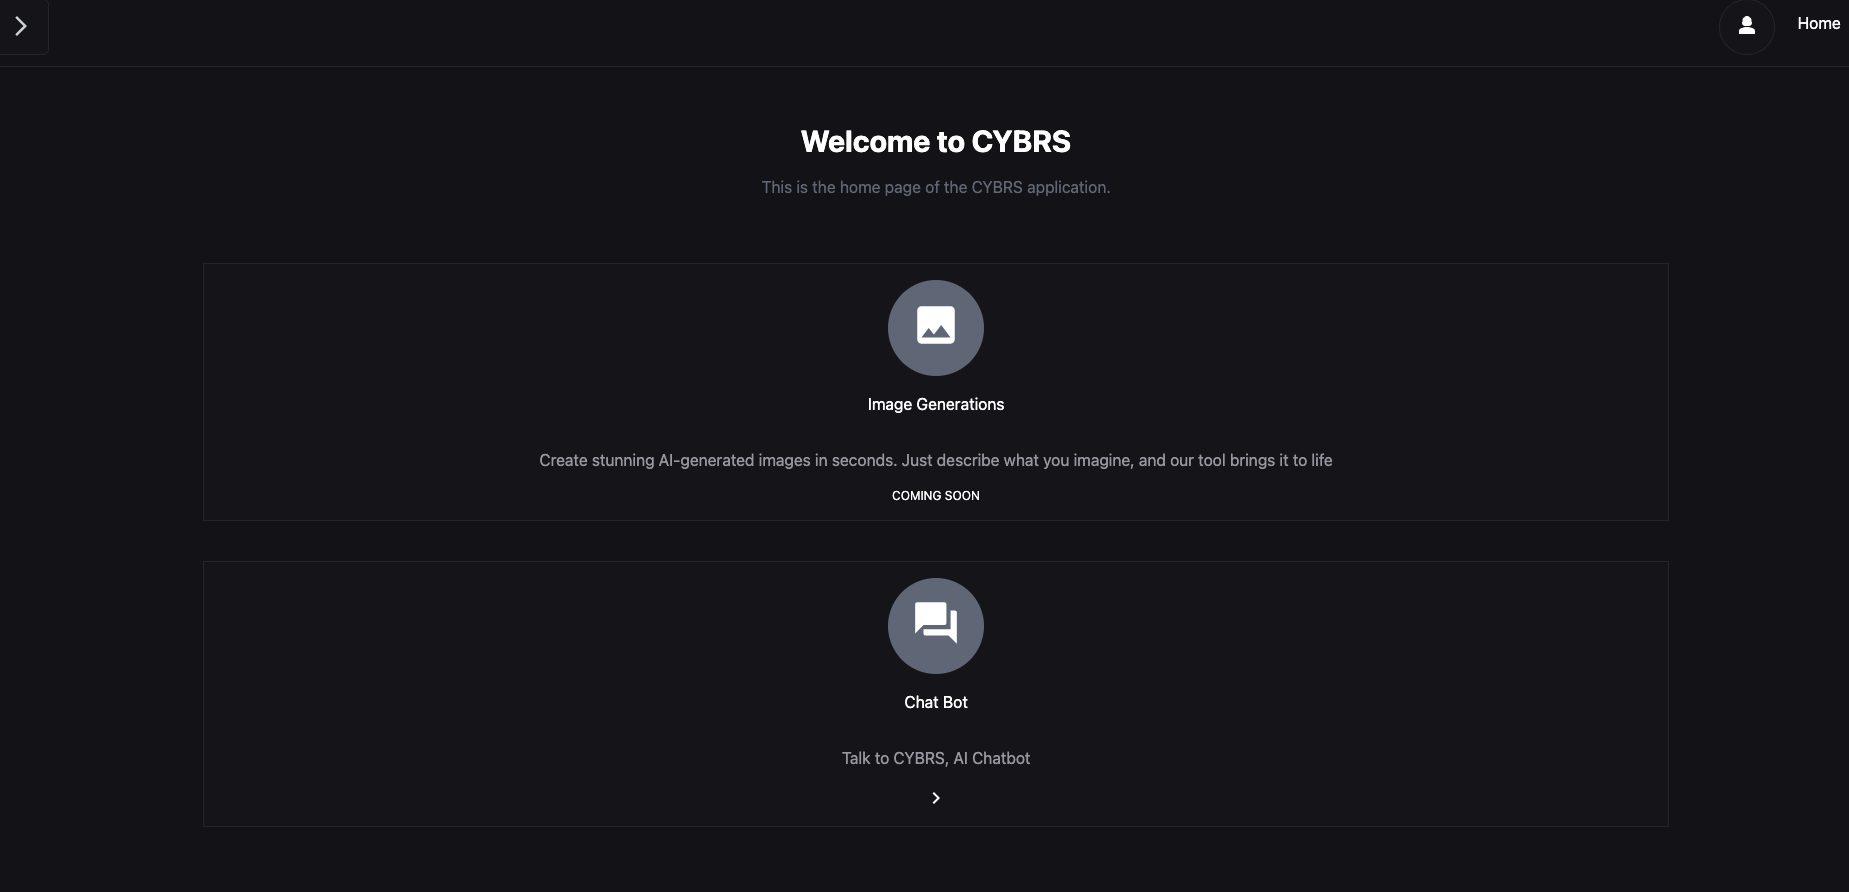 Home
Welcome to CYBRS
This is the home page of the CYBRS application.
Image Generations
Create stunning AI-generated images in seconds. Just describe what you imagine, and our tool brings it to life
COMING SOON
Chat Bot
Talk to CYBRS, AI Chatbot